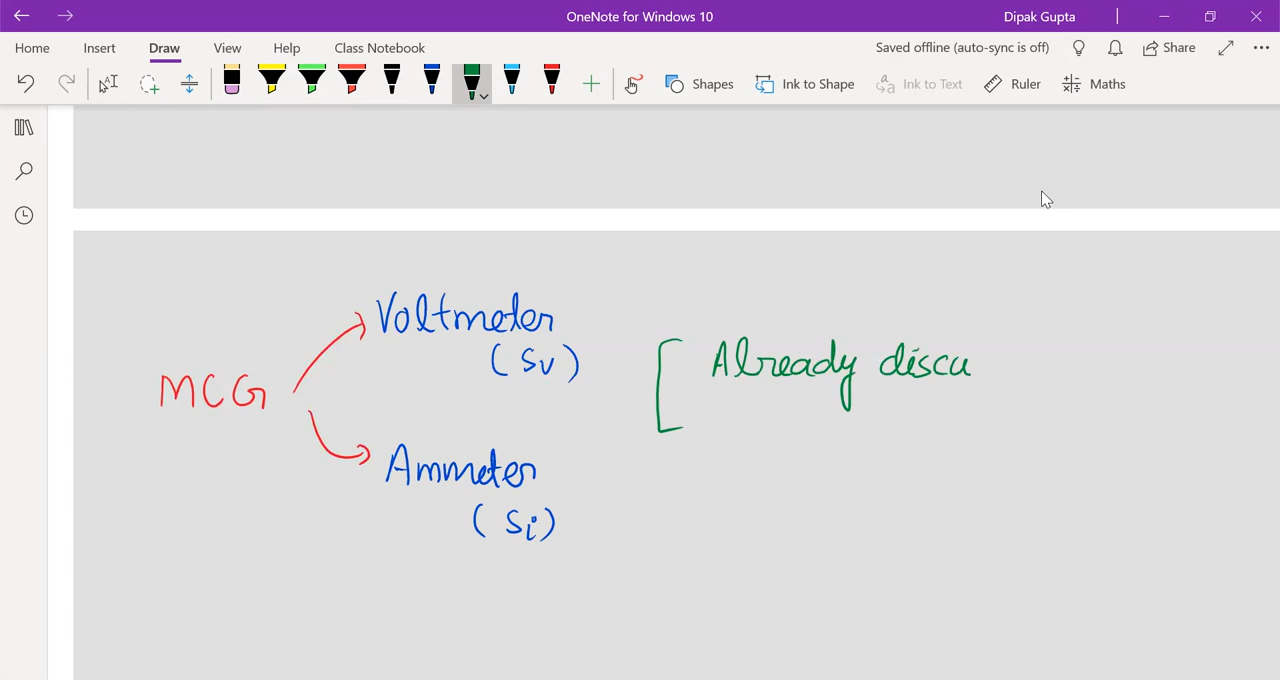 OneNote for Windows 10
Dipak Gupta
Home Insert Draw View Help Class Notebook
Saved offline (auto-sync is off) Share
Shapes Ink to Shape Ink to Text Ruler Maths
Voltmeter
(Sv)
MCG
Ammeter
(Si)
Already discu